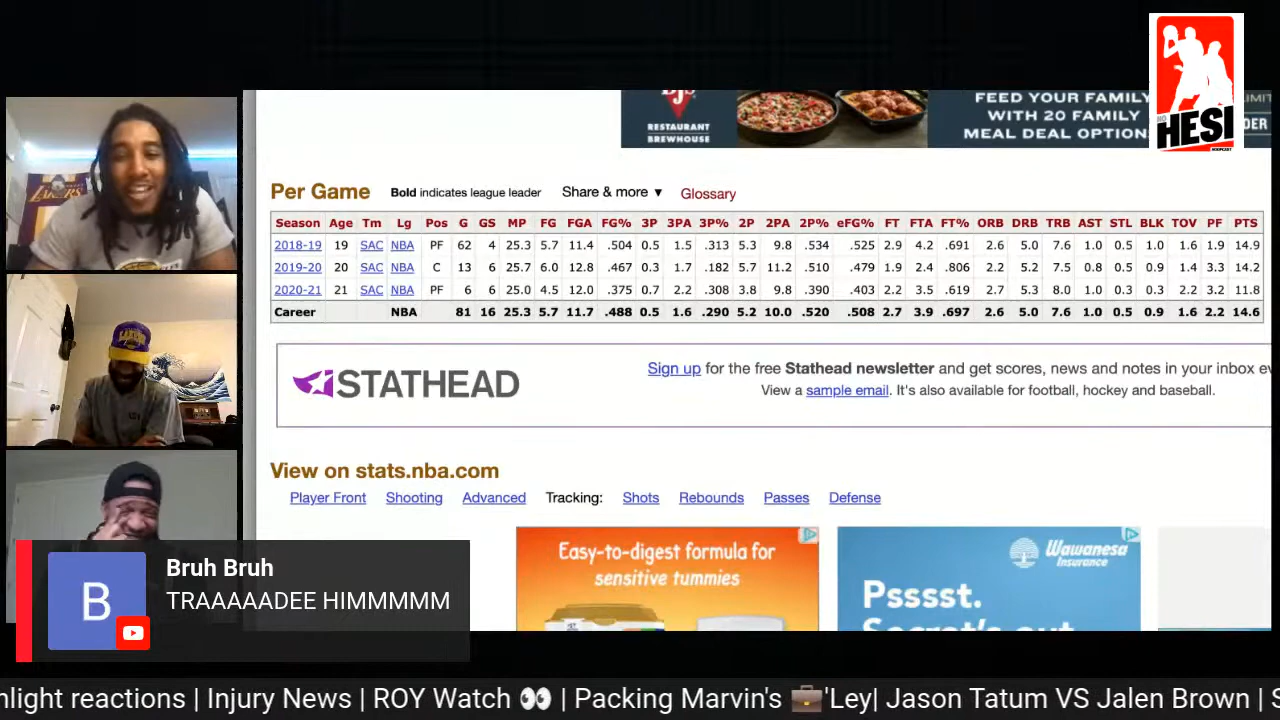 HESI
DJS
RESTAURANT
BREWHOUSE
FEED YOUR FAMILY
WITH 20 FAMILY
MEAL DEAL OPTIONS
LAKERS
Per Game Bold indicates league leader Share & more ▼ Glossary
Season Age Tm Lg Pos G GS MP FG FGA FG% 3P 3PA 3P% 2P 2PA 2P% eFG% FT FTA FT% ORB DRB TRB AST STL BLK TOV PF PTS
2018-19 19 SAC NBA PF 62 4 25.3 5.7 11.4 .504 0.5 1.5 .313 5.3 9.8 .534 .525 2.9 4.2 .691 2.6 5.0 7.6 1.0 0.5 1.0 1.6 1.9 14.9
2019-20 20 SAC NBA C 13 6 25.7 6.0 12.8 .467 0.3 1.7 .182 5.7 11.2 .510 .479 1.9 2.4 .806 2.2 5.2 7.5 0.8 0.5 0.9 1.4 3.3 14.2
2020-21 21 SAC NBA PF 6 6 25.0 4.5 12.0 .375 0.7 2.2 .308 3.8 9.8 .390 .403 2.2 3.5 .619 2.7 5.3 8.0 1.0 0.3 0.3 2.2 3.2 11.8
Career NBA 81 16 25.3 5.7 11.7 .488 0.5 1.6 .290 5.2 10.0 .520 .508 2.7 3.9 .697 2.6 5.0 7.6 1.0 0.5 0.9 1.6 2.2 14.6
STATHEAD
Sign up for the free Stathead newsletter and get scores, news and notes in your inbox ev
View a sample email. It's also available for football, hockey and baseball.
View on stats.nba.com
Player Front Shooting Advanced Tracking: Shots Rebounds Passes Defense
Easy-to-digest formula for
sensitive tummies
Wawanesa
Insurance
Psssst.
Secret's out
B
Bruh Bruh
TRAAAAADEE HIMMMMM
nlight reactions | Injury News | ROY Watch 👀 | Packing Marvin's 💼'Ley| Jason Tatum VS Jalen Brown | S